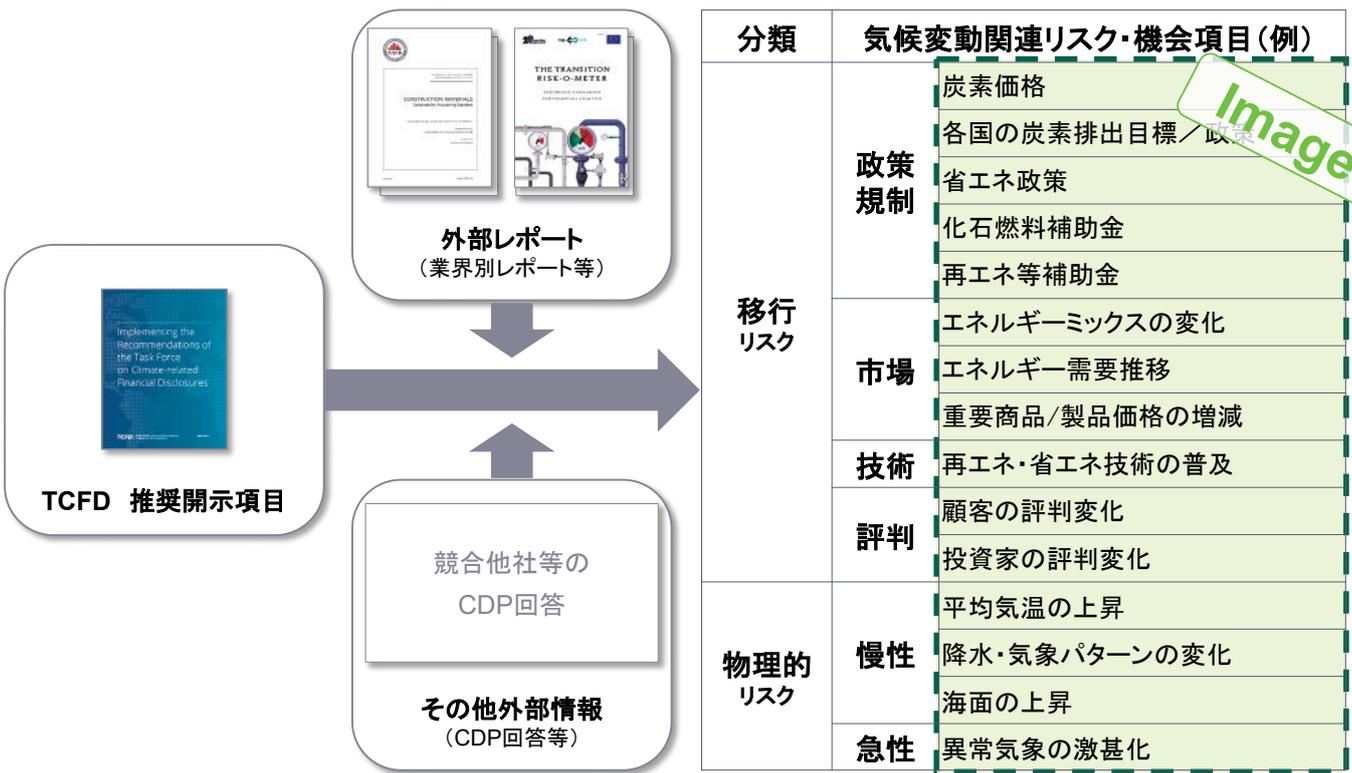 CONSTRUCTION MATERIALS
THE TRANSITION
RISK-O-METER
外部レポート
（業界別レポート等）
Implementing the
Recommendations of
the Task Force
on Climate-related
Financial Disclosures
TCFD 推奨開示項目
競合他社等の
CDP回答
その他外部情報
（CDP回答等）
分類 気候変動関連リスク・機会項目（例）
Image
移行
リスク
政策
規制
炭素価格
各国の炭素排出目標／政策
省エネ政策
化石燃料補助金
再エネ等補助金
市場
エネルギーミックスの変化
エネルギー需要推移
重要商品/製品価格の増減
技術
再エネ・省エネ技術の普及
評判
顧客の評判変化
投資家の評判変化
物理的
リスク
慢性
平均気温の上昇
降水・気象パターンの変化
海面の上昇
急性
異常気象の激甚化